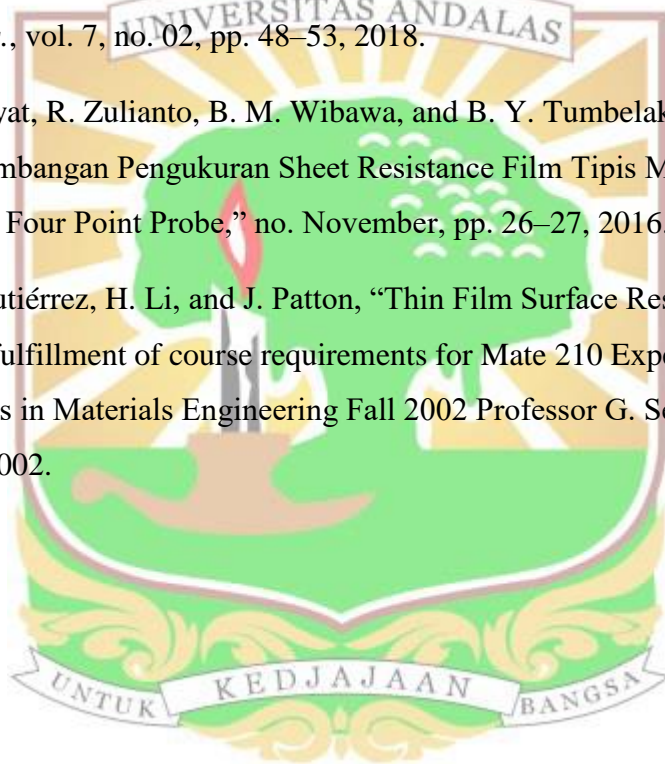 UNIVERSITAS ANDALAS
., vol. 7, no. 02, pp. 48–53, 2018.
yat, R. Zulianto, B. M. Wibawa, and B. Y. Tumbelak
mbangan Pengukuran Sheet Resistance Film Tipis M
Four Point Probe,” no. November, pp. 26–27, 2016.
utiérrez, H. Li, and J. Patton, “Thin Film Surface Res
fulfillment of course requirements for Mate 210 Expe
s in Materials Engineering Fall 2002 Professor G. Se
002.
UNTUK KEDJAJAAN BANGSA